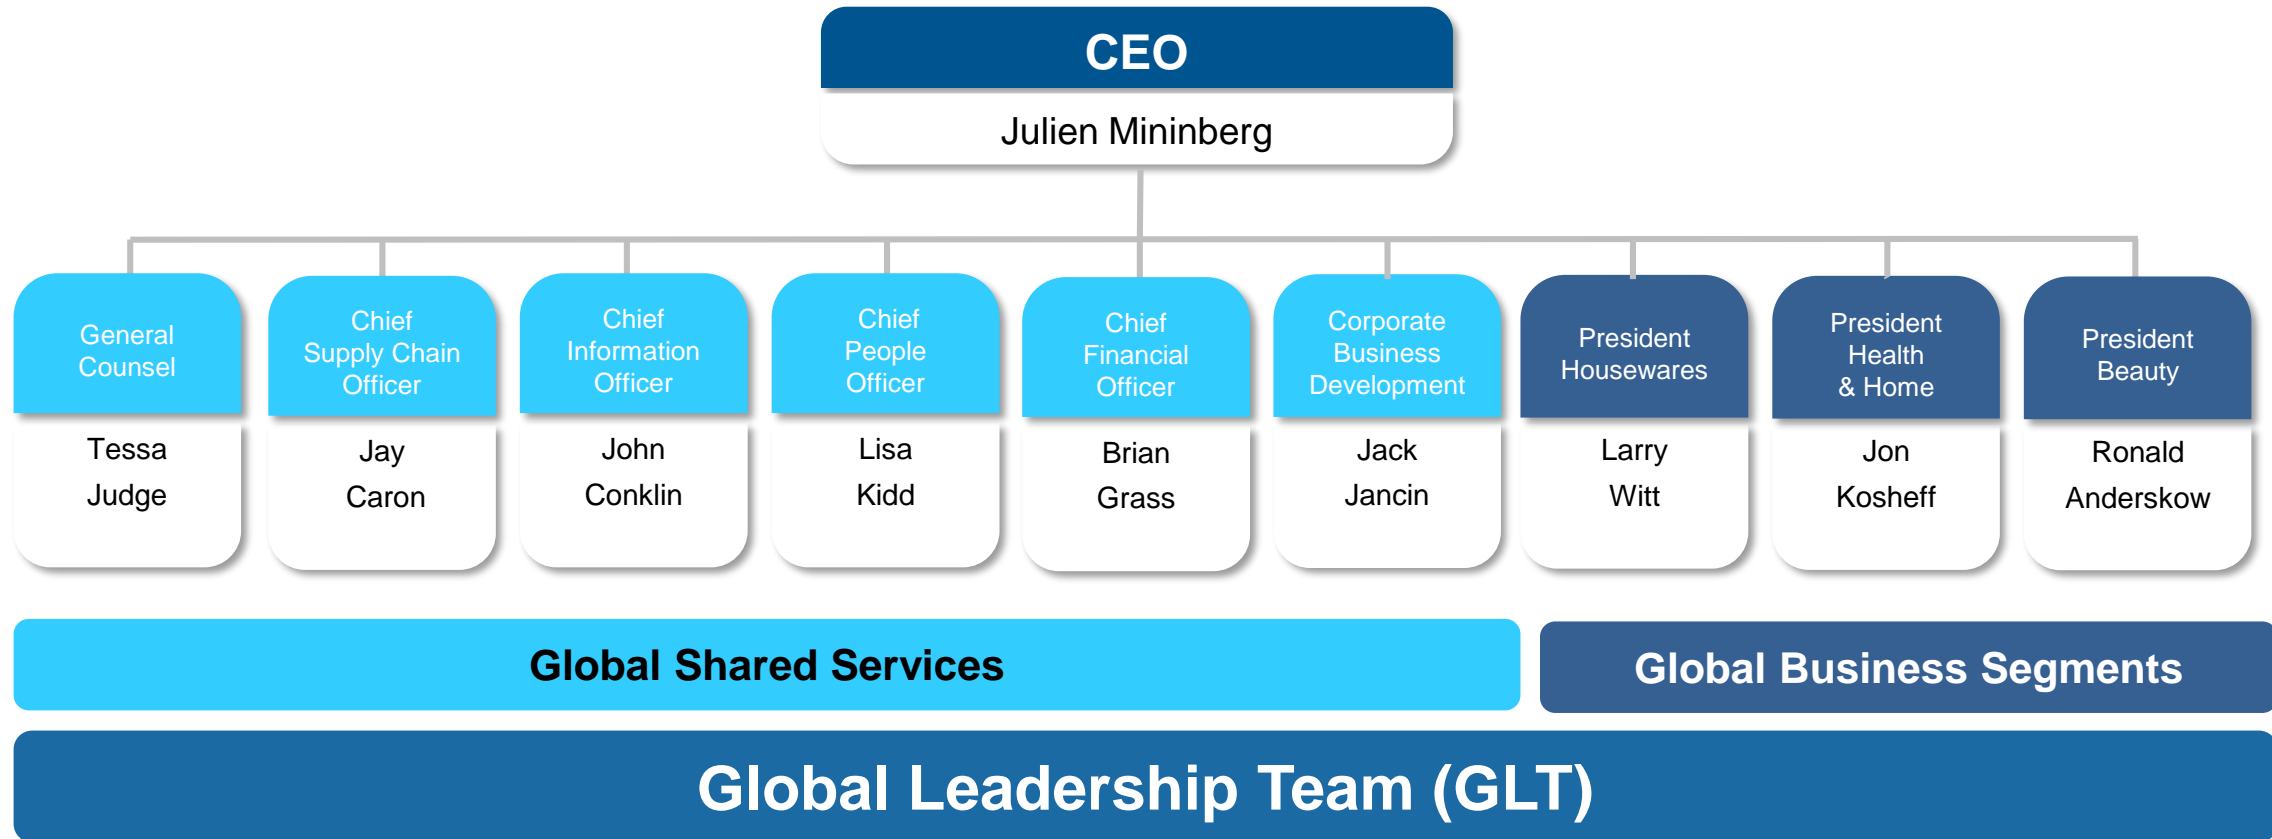 CEO
Julien Mininberg
General
Counsel
Tessa
Judge
Chief
Supply Chain
Officer
Jay
Caron
Chief
Information
Officer
John
Conklin
Chief
People
Officer
Lisa
Kidd
Chief
Financial
Officer
Brian
Grass
Corporate
Business
Development
Jack
Jancin
President
Housewares
Larry
Witt
President
Health
& Home
Jon
Kosheff
President
Beauty
Ronald
Anderskow
Global Shared Services
Global Business Segments
Global Leadership Team (GLT)